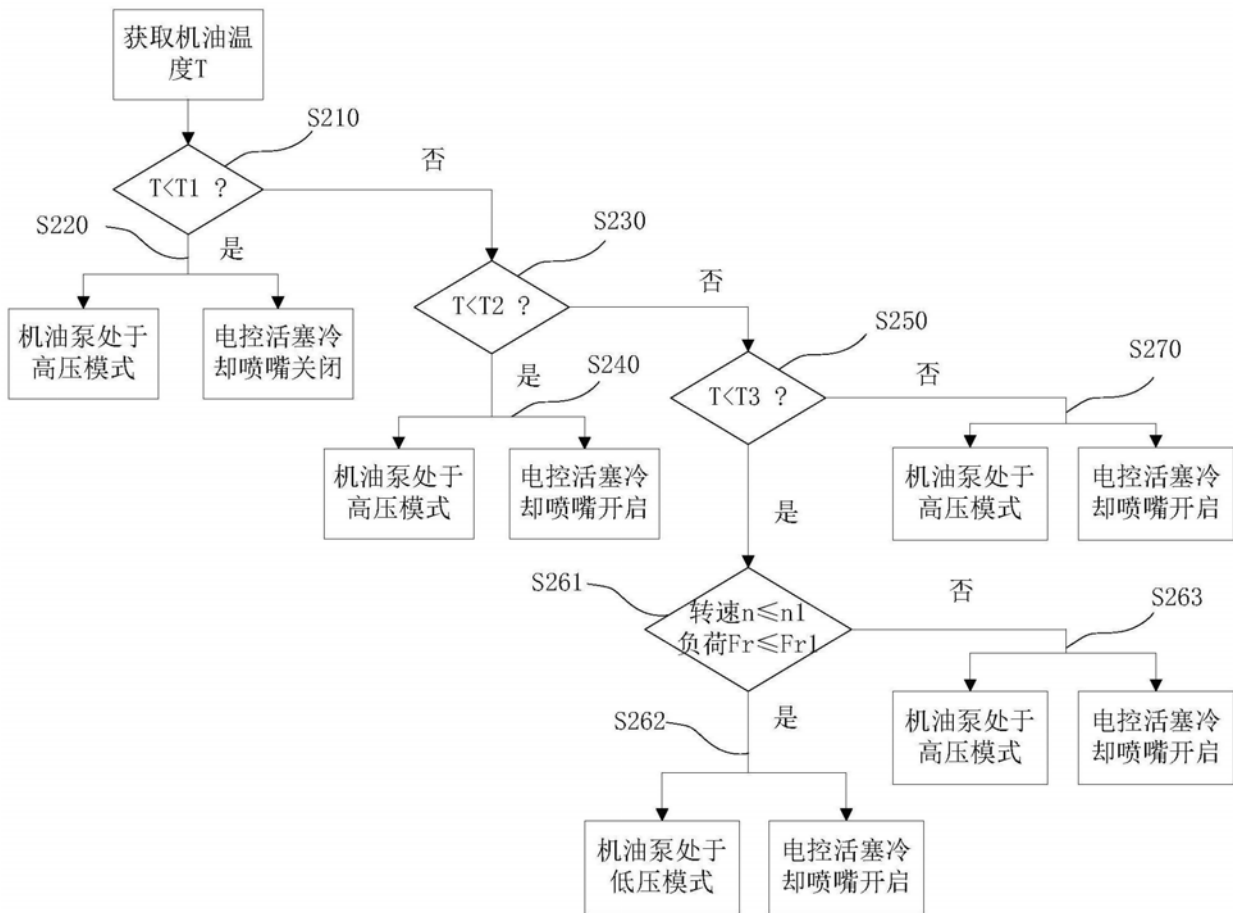 获取机油温
度T
S210
T<T1 ?
否
S220
是
S230
机油泵处于
高压模式
电控活塞冷
却喷嘴关闭
T<T2 ?
否
S250
是
S240
T<T3 ?
否
S270
机油泵处于
高压模式
电控活塞冷
却喷嘴开启
机油泵处于
高压模式
电控活塞冷
却喷嘴开启
是
S261
转速n≤n1
负荷Fr≤Fr1
否
S263
S262
是
机油泵处于
高压模式
电控活塞冷
却喷嘴开启
机油泵处于
低压模式
电控活塞冷
却喷嘴开启